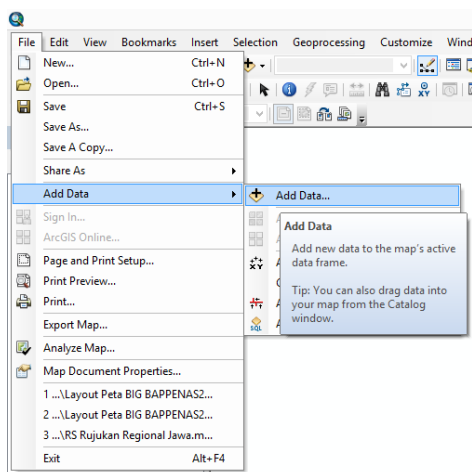 File Edit View Bookmarks Insert Selection Geoprocessing Customize Wind
New... Ctrl+N
Open... Ctrl+O
Save Ctrl+S
Save As...
Save A Copy...
Share As
Add Data
Add Data...
Sign In...
ArcGIS Online...
Add Data
Add new data to the map's active
data frame.
Tip: You can also drag data into
your map from the Catalog
window.
Page and Print Setup...
Print Preview...
Print...
Export Map...
Analyze Map...
Map Document Properties...
1 ...\Layout Peta BIG BAPPENAS2...
2 ...\Layout Peta BIG BAPPENAS2...
3 ...\RS Rujukan Regional Jawa.m...
Exit Alt+F4